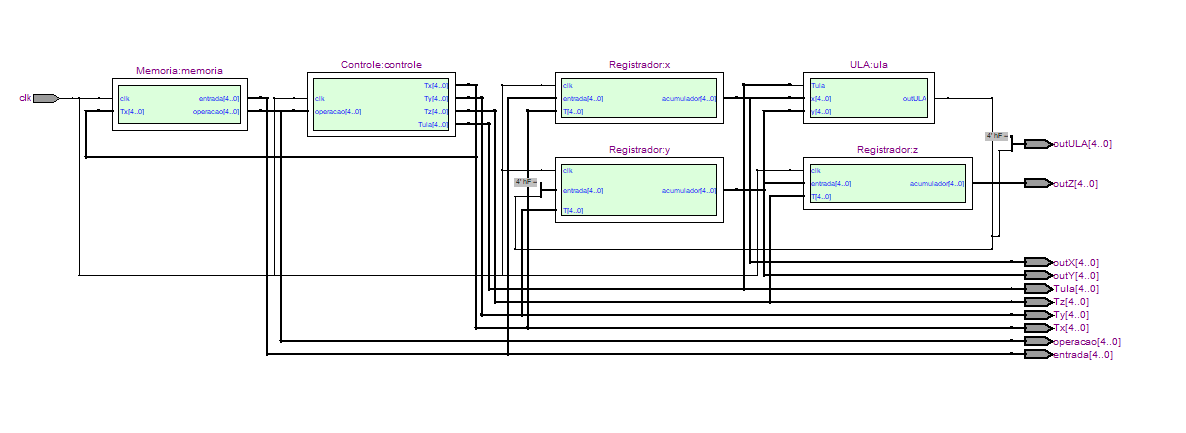 Memoria:memoria
clk
clk
Tx[4..0]
entrada[4..0]
operacao[4..0]
Controle:controle
clk
operacao[4..0]
Tx[4..0]
Ty[4..0]
Tz[4..0]
Tula[4..0]
Registrador:x
clk
entrada[4..0]
T[4..0]
acumulador[4..0]
ULA:ula
Tula
x[4..0]
y[4..0]
outULA
Registrador:y
4' hF --
clk
entrada[4..0]
T[4..0]
acumulador[4..0]
Registrador:z
clk
entrada[4..0]
T[4..0]
acumulador[4..0]
4' hF --
outULA[4..0]
outZ[4..0]
outX[4..0]
outY[4..0]
Tula[4..0]
Tz[4..0]
Ty[4..0]
Tx[4..0]
operacao[4..0]
entrada[4..0]